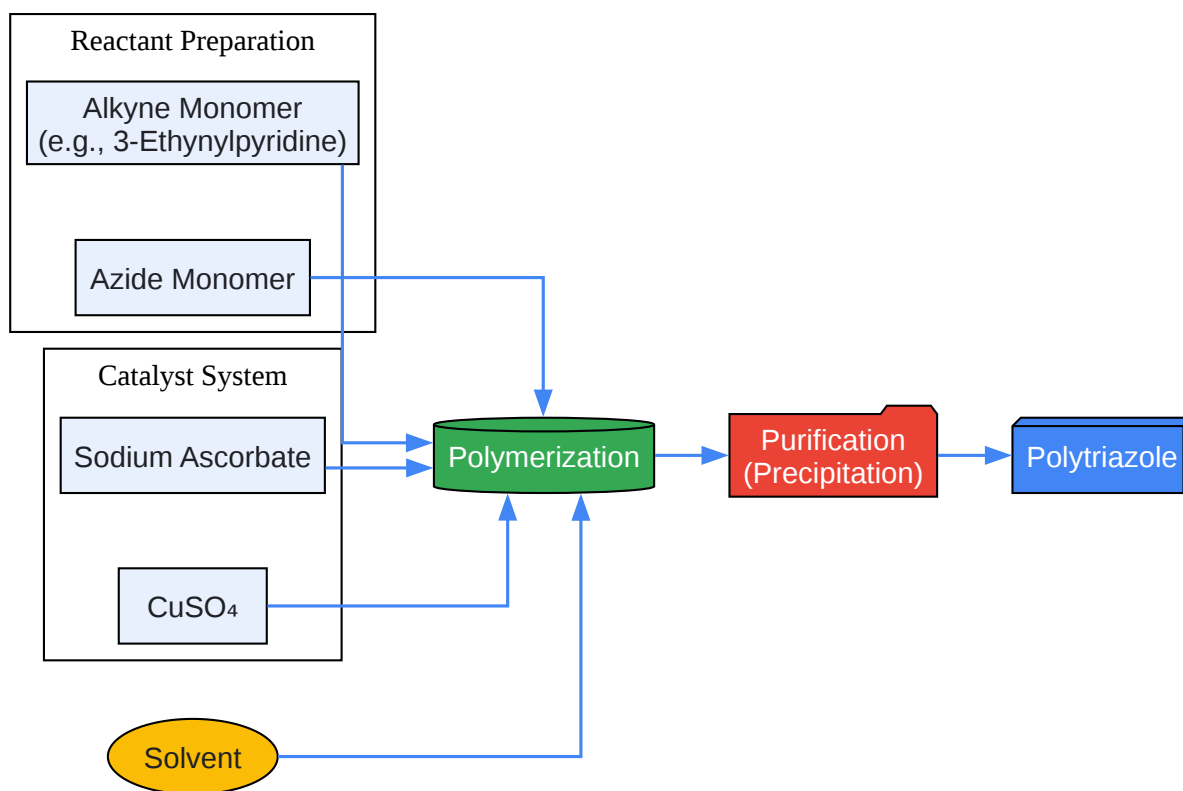 Reactant Preparation
Alkyne Monomer
(e.g., 3-Ethynylpyridine)
Azide Monomer
Catalyst System
Sodium Ascorbate
CuSO₄
Solvent
Polymerization
Purification
(Precipitation)
Polytriazole